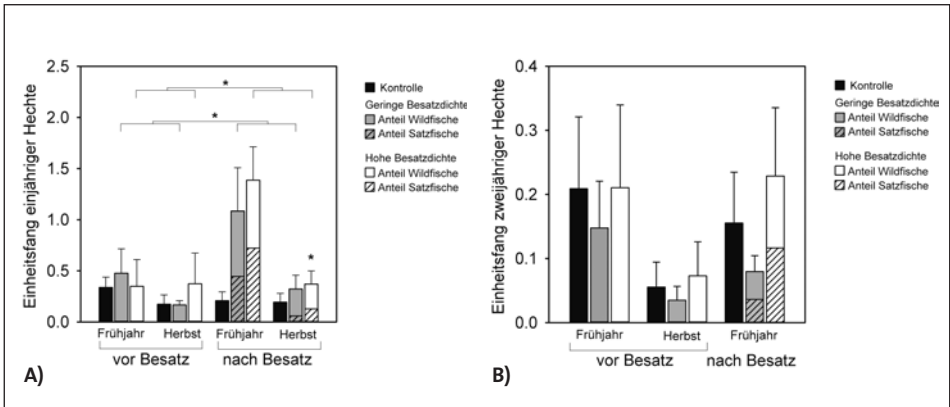 Einheitsfang einjähriger Hechte
2.5
2.0
1.5
1.0
0.5
0.0
*
*
*
Frühjahr
Herbst
Frühjahr
Herbst
vor Besatz
nach Besatz
A)
Kontrolle
Geringe Besatzdichte
Anteil Wildfische
Anteil Satzfische
Hohe Besatzdichte
Anteil Wildfische
Anteil Satzfische
Einheitsfang zweijähriger Hechte
0.4
0.3
0.2
0.1
0.0
Frühjahr
Herbst
Frühjahr
vor Besatz
nach Besatz
B)
Kontrolle
Geringe Besatzdichte
Anteil Wildfische
Anteil Satzfische
Hohe Besatzdichte
Anteil Wildfische
Anteil Satzfische